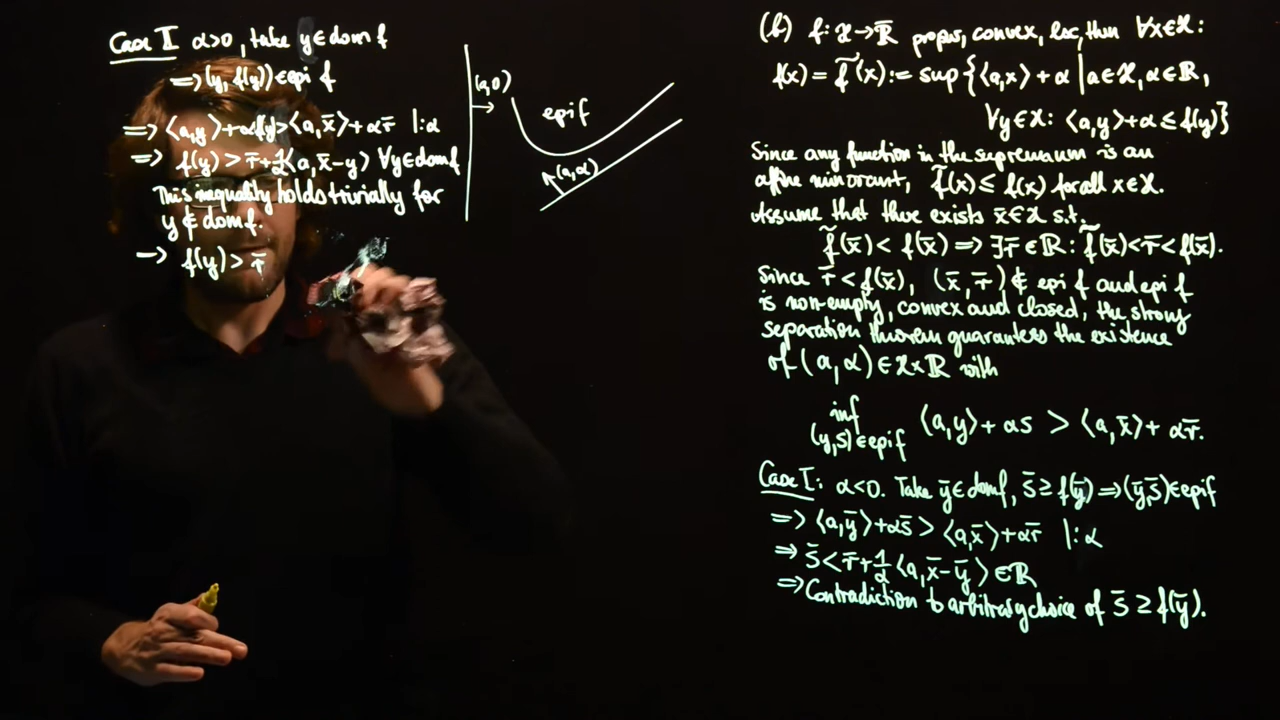 Case II α>0, take y∈dom f
⇒ (y, f(y)) ∈ epi f
⇒ ⟨a,y⟩+αf(y)>⟨a,x̄⟩+αr̄ |:α
⇒ f(y) > r̄+1/α⟨a,x̄-y⟩ ∀y∈dom f
This inequality holds trivially for
y ∉ dom f.
⇒ f(y) > r̄
(a,0)
epi f
(a,α)
(b) f: X→R̄ proper, convex, lsc, then ∀x∈X:
f(x) = f̃(x) := sup{⟨a,x⟩ + α | a∈X, α∈ℝ,
∀y∈X: ⟨a,y⟩+α ≤ f(y)}
Since any function in the supremum is an
affine minorant, f̃(x) ≤ f(x) for all x∈X.
Assume that there exists x̄∈X s.t.
f̃(x̄) < f(x̄) ⇒ ∃r̄∈ℝ: f̃(x̄)<r̄<f(x̄).
Since r̄<f(x̄), (x̄, r̄) ∉ epi f and epi f
is non-empty, convex and closed, the strong
separation theorem guarantees the existence
of (a, α) ∈ X×ℝ with
inf ⟨a,y⟩ + αs > ⟨a,x̄⟩ + αr̄.
(y,s)∈epi f
Case I: α<0. Take ȳ∈dom f, s̄≥f(ȳ) ⇒ (ȳ,s̄)∈epi f
⇒ ⟨a,ȳ⟩+αs̄ > ⟨a,x̄⟩+αr̄ |:α
⇒ s̄ < r̄+1/α⟨a,x̄-ȳ⟩ ∈ℝ
⇒ Contradiction to arbitrary choice of s̄ ≥ f(ȳ).